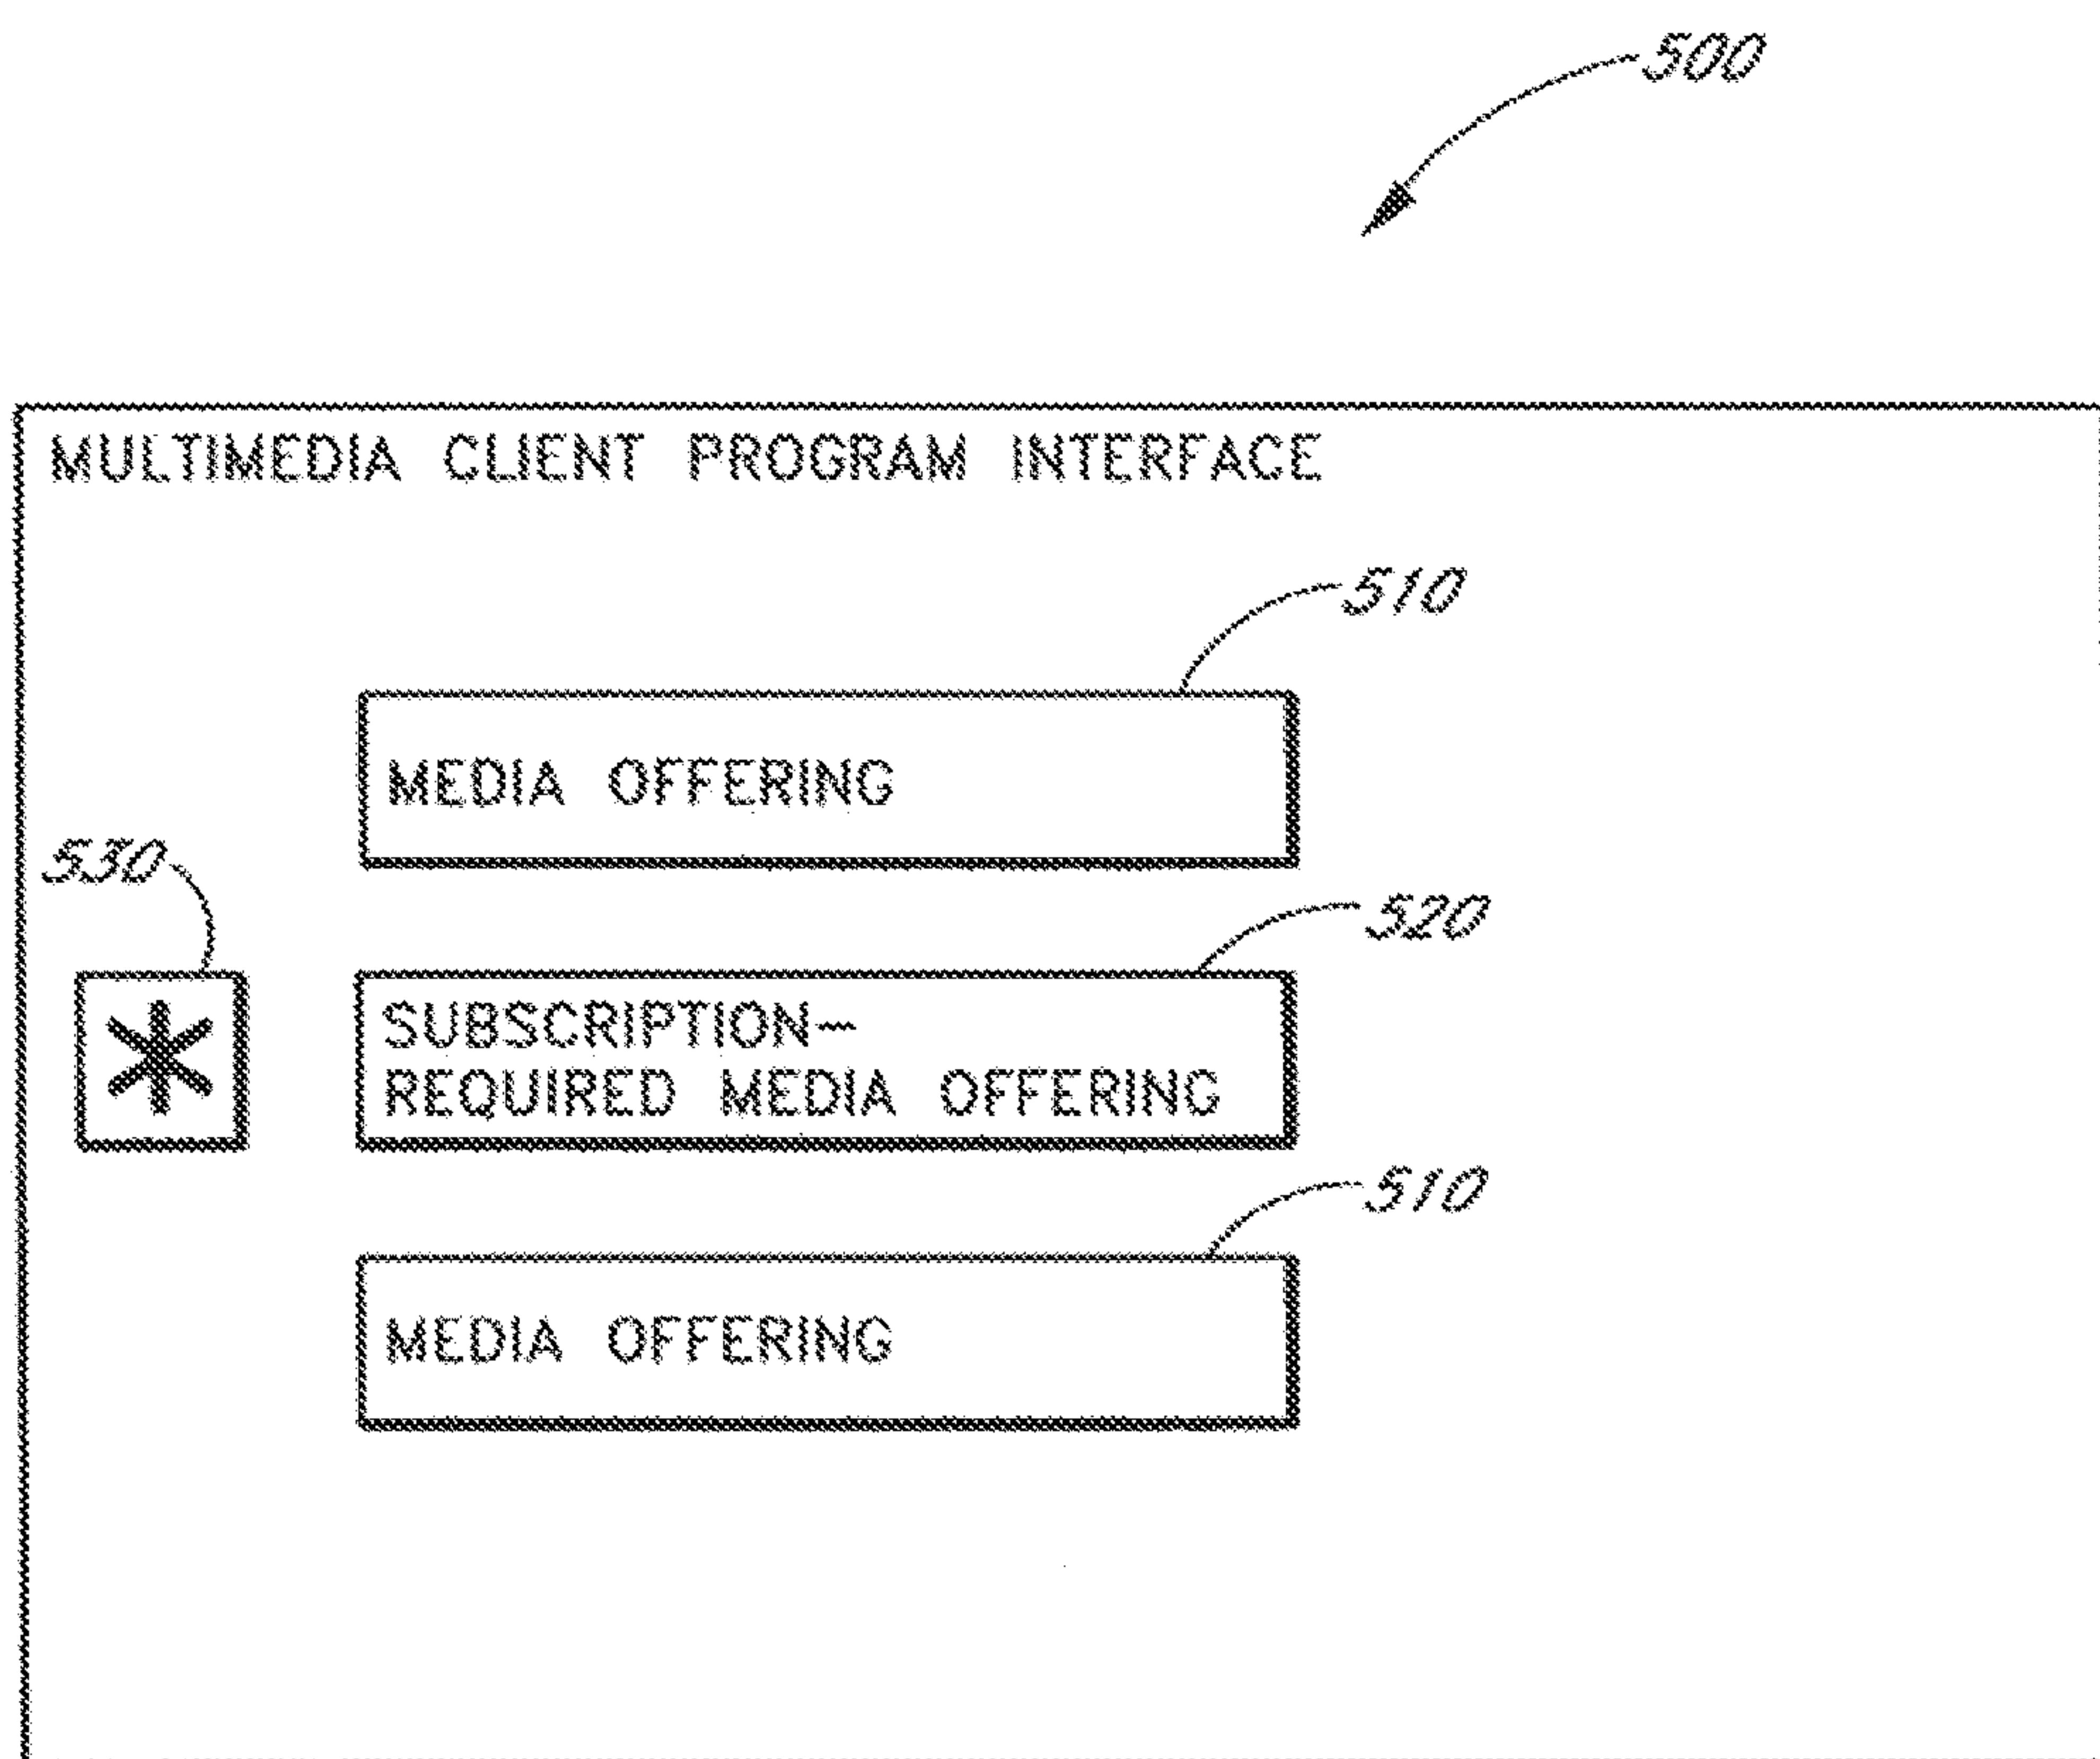 500
MULTIMEDIA CLIENT PROGRAM INTERFACE
510
MEDIA OFFERING
530
520
*
SUBSCRIPTION-
REQUIRED MEDIA OFFERING
510
MEDIA OFFERING